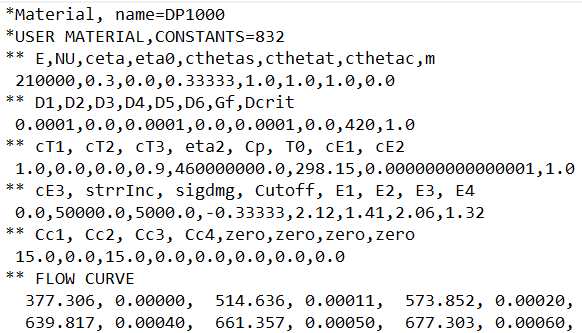 *Material, name=DP1000
*USER MATERIAL,CONSTANTS=832
** E,NU,ceta,eta0,cthetas,cthetat,cthetac,m
210000,0.3,0.0,0.33333,1.0,1.0,1.0,0.0
** D1,D2,D3,D4,D5,D6,Gf,Dcrit
0.0001,0.0,0.0001,0.0,0.0001,0.0,420,1.0
** cT1, cT2, cT3, eta2, Cp, T0, cE1, cE2
1.0,0.0,0.0,0.9,460000000.0,298.15,0.000000000000001,1.0
** cE3, strrInc, sigdmg, Cutoff, E1, E2, E3, E4
0.0,50000.0,5000.0,-0.33333,2.12,1.41,2.06,1.32
** Cc1, Cc2, Cc3, Cc4,zero,zero,zero,zero
15.0,0.0,15.0,0.0,0.0,0.0,0.0,0.0
** FLOW CURVE
377.306, 0.00000, 514.636, 0.00011, 573.852, 0.00020,
639.817, 0.00040, 661.357, 0.00050, 677.303, 0.00060,